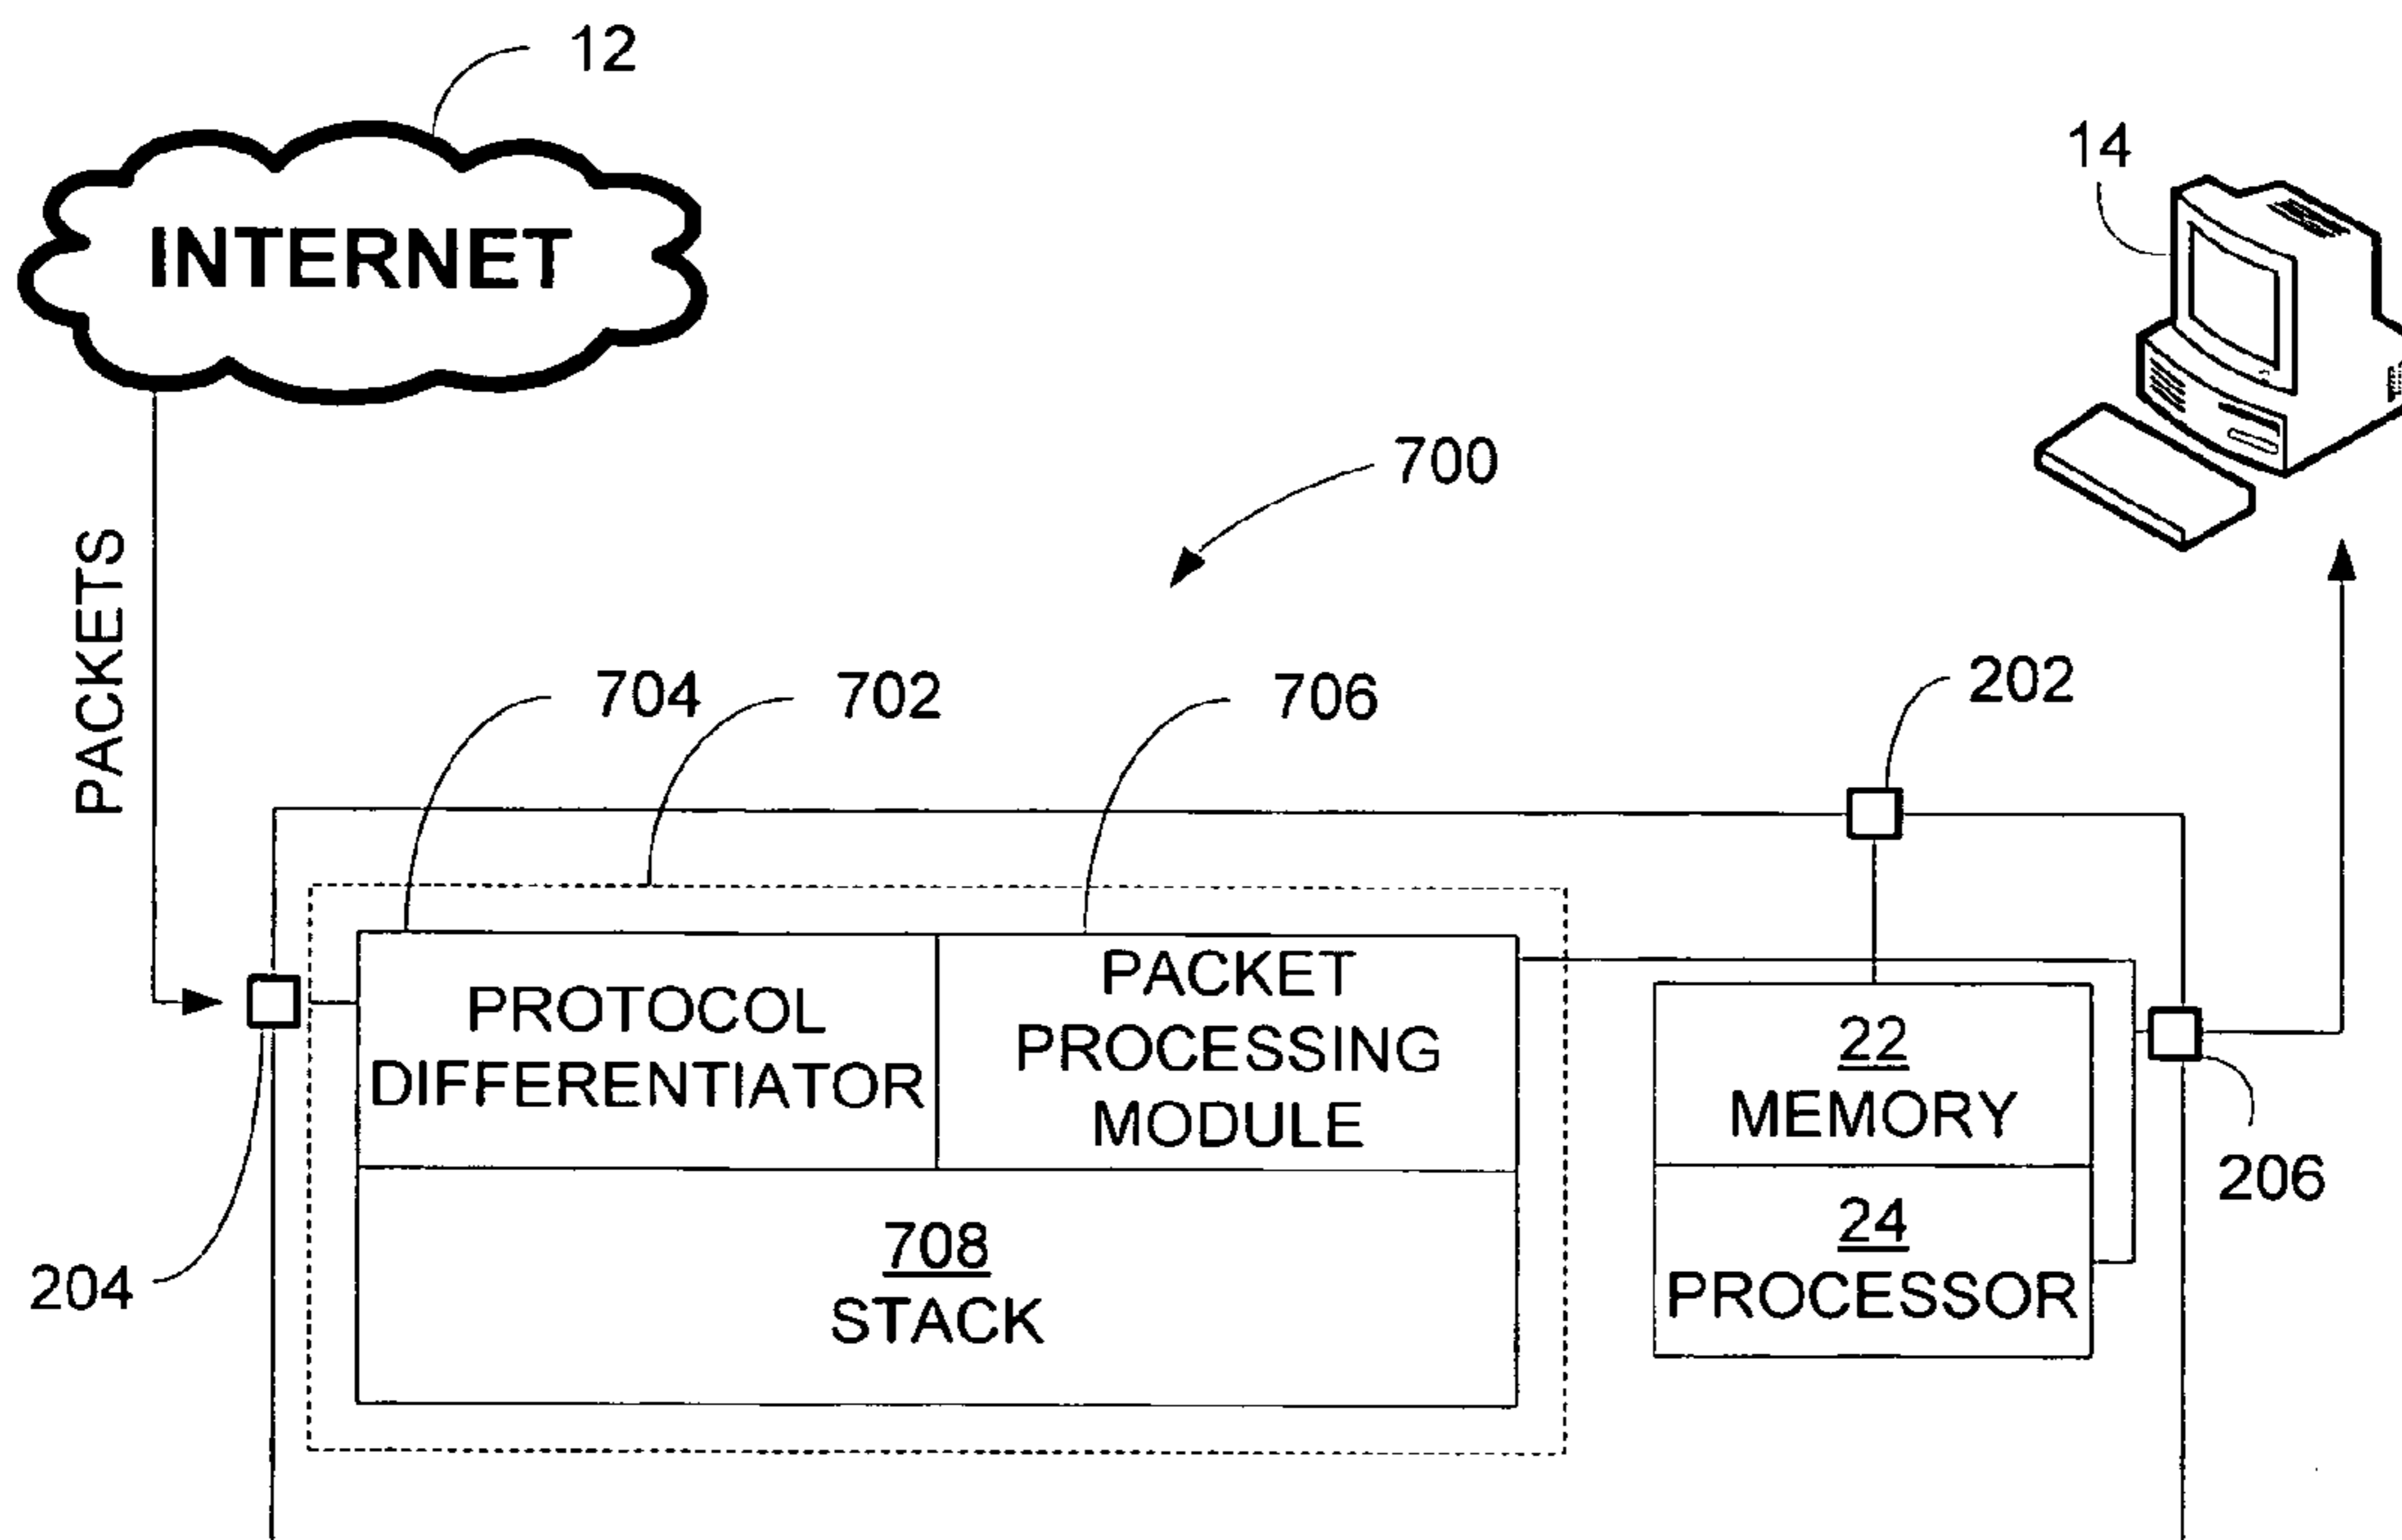 12
INTERNET
14
700
PACKETS
704
702
706
202
PROTOCOL
DIFFERENTIATOR
PACKET
PROCESSING
MODULE
22
MEMORY
206
204
708
STACK
24
PROCESSOR